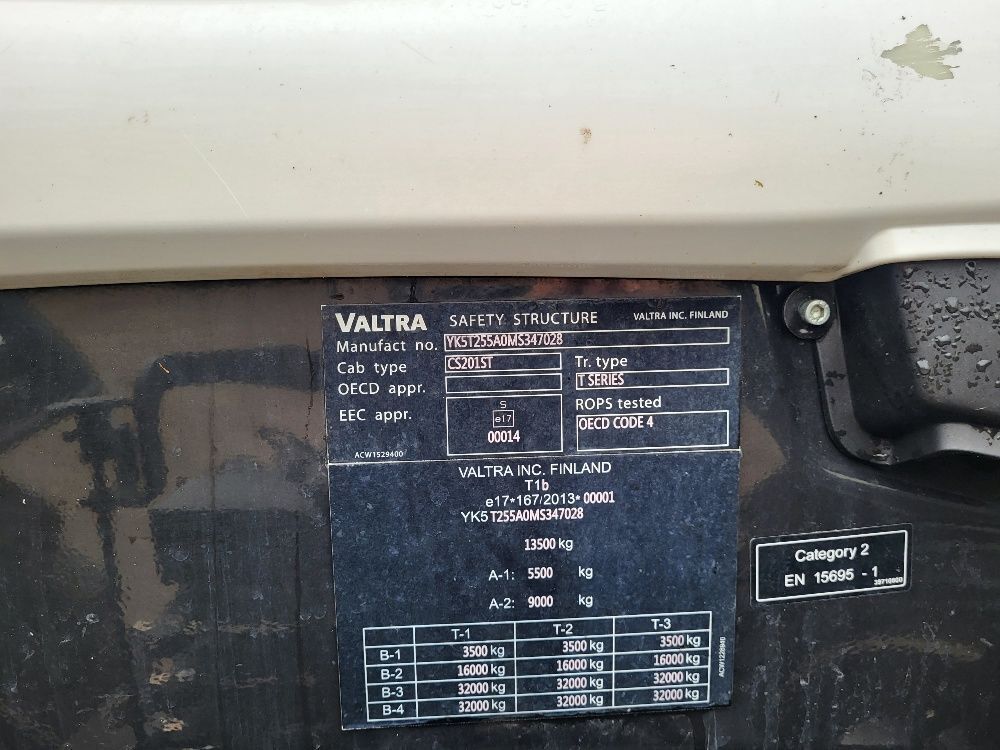 VALTRA SAFETY STRUCTURE VALTRA INC. FINLAND
Manufact no. YK5T255A0MS347028
Cab type CS201ST Tr. type
OECD appr. T SERIES
EEC appr. S ROPS tested
e17 OECD CODE 4
00014
ACW1529400
VALTRA INC. FINLAND
T1b
e17*167/2013*00001
YK5T255A0MS347028
13500 kg
A-1: 5500 kg
A-2: 9000 kg
T-1 T-2 T-3
B-1 3500 kg 3500 kg 3500 kg
B-2 16000 kg 16000 kg 16000 kg
B-3 32000 kg 32000 kg 32000 kg
B-4 32000 kg 32000 kg 32000 kg
Category 2
EN 15695 - 1